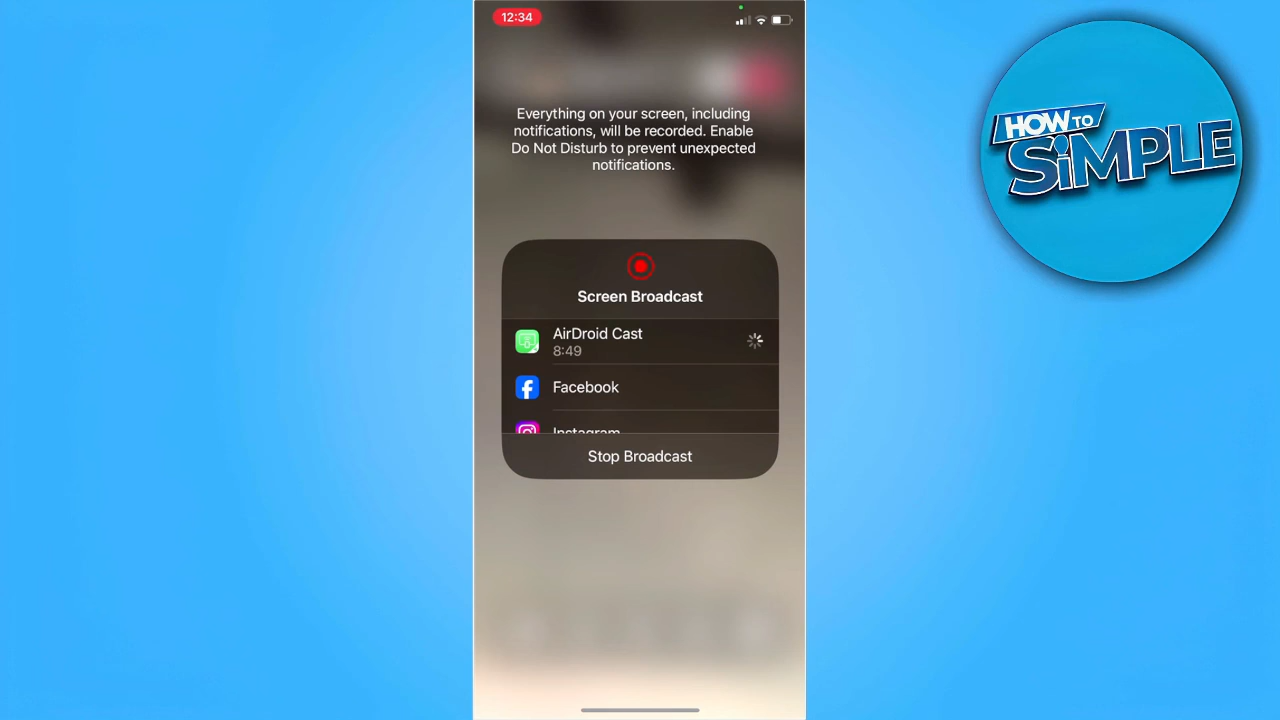 12:34
HOW TO
SiMPLE
Everything on your screen, including
notifications, will be recorded. Enable
Do Not Disturb to prevent unexpected
notifications.
Screen Broadcast
AirDroid Cast
8:49
Facebook
Instagram
Stop Broadcast